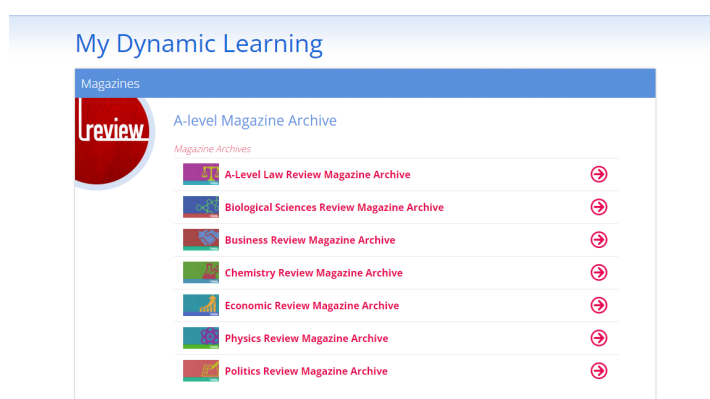 My Dynamic Learning
Magazines
review
A-level Magazine Archive
Magazine Archives
A-Level Law Review Magazine Archive
Biological Sciences Review Magazine Archive
Business Review Magazine Archive
Chemistry Review Magazine Archive
Economic Review Magazine Archive
Physics Review Magazine Archive
Politics Review Magazine Archive